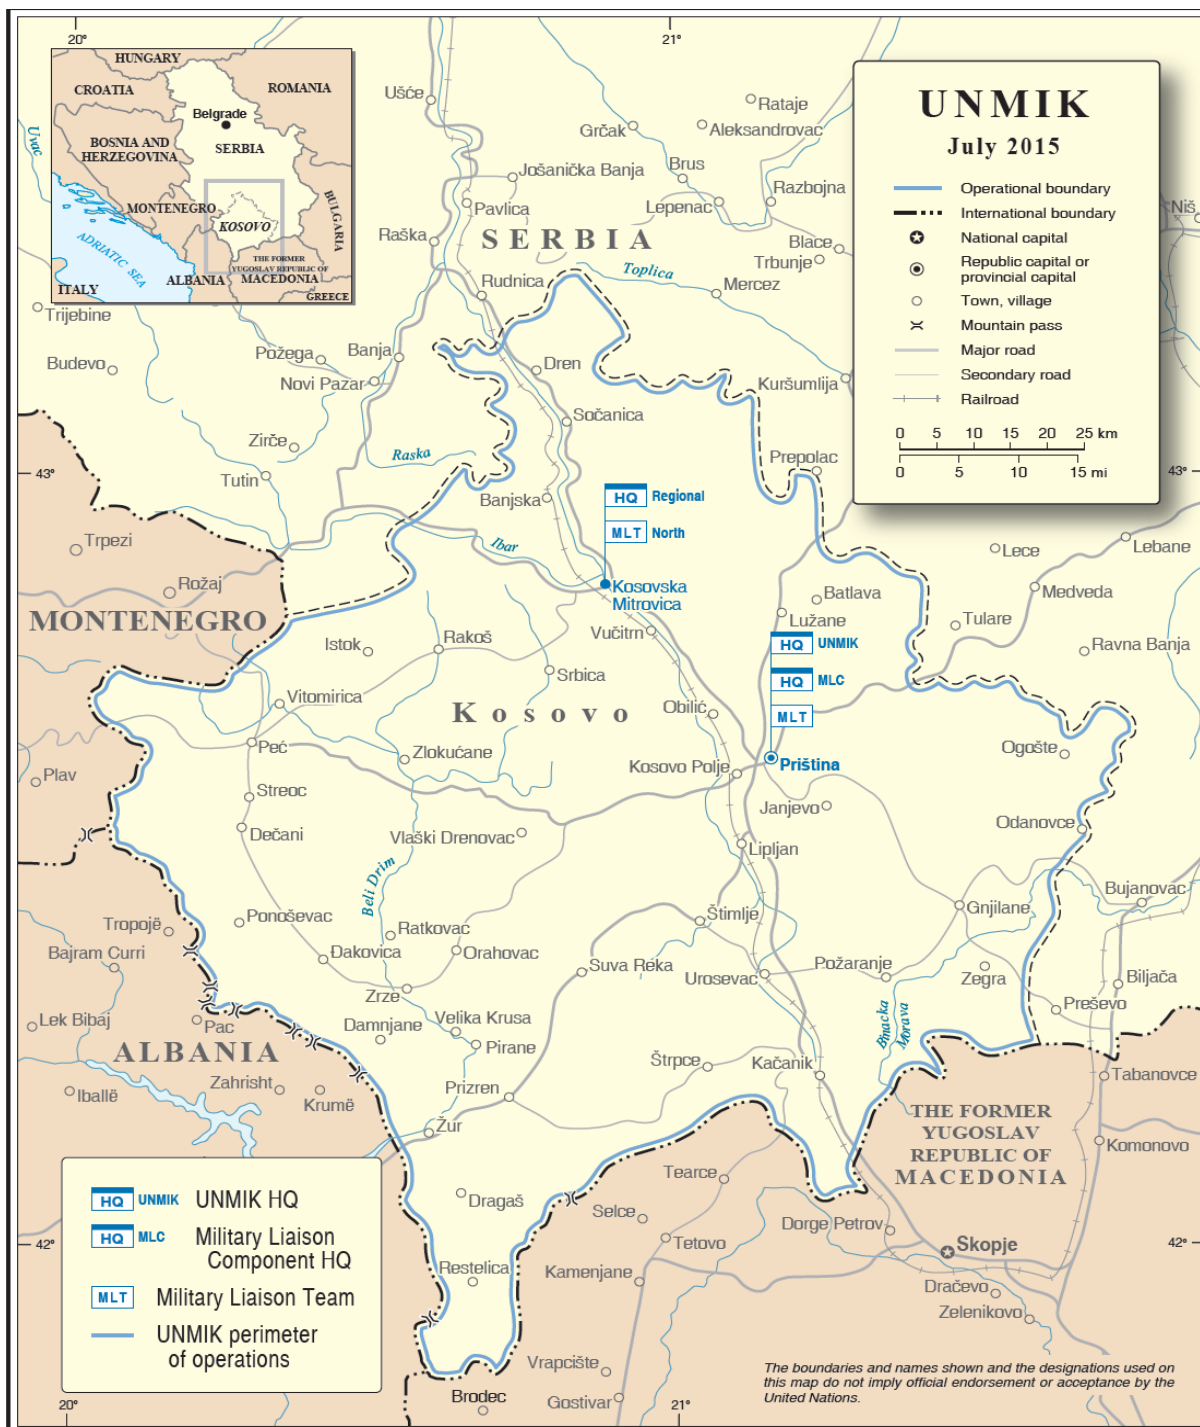 20°
21°
HUNGARY
CROATIA
ROMANIA
Belgrade
BOSNIA AND
HERZEGOVINA
SERBIA
MONTENEGRO
BULGARIA
KOSOVO
ADRIATIC SEA
THE FORMER
YUGOSLAV REPUBLIC OF
MACEDONIA
ALBANIA
ITALY
GREECE
UNMIK
July 2015
Operational boundary
International boundary
National capital
Republic capital or
provincial capital
Town, village
Mountain pass
Major road
Secondary road
Railroad
0 5 10 15 20 25 km
0 5 10 15 mi
Uvac
Ušće
Rataje
Grčak
Aleksandrovac
Jošanička Banja
Brus
Razbojna
Pavlica
Lepenac
Niš
Raška
SERBIA
Blace
Trbunje
Toplica
Rudnica
Mercez
Trijebine
Budevo
Požega
Banja
Dren
Novi Pazar
Kuršumlija
Sočanica
Zirče
Raska
43°
Prepolac
43°
Tutin
Banjska
HQ Regional
MLT North
Trpezi
Ibar
Lece
Lebane
Rožaj
Kosovska
Mitrovica
Batlava
Medveda
MONTENEGRO
Lužane
Tulare
Vučitrn
Istok
Rakoš
HQ UNMIK
Ravna Banja
Srbica
HQ MLC
Vitomirica
Kosovo
Obilić
MLT
Peć
Zlokućane
Ogošte
Plav
Kosovo Polje
Priština
Streoc
Janjevo
Dečani
Vlaški Drenovac
Odanovce
Lipljan
Beli Drim
Bujanovac
Tropojë
Ponoševac
Ratkovac
Štimlje
Gnjilane
Bajram Curri
Đakovica
Orahovac
Suva Reka
Urosevac
Požaranje
Zegra
Biljača
Zrze
Preševo
Lek Bibaj
Pac
Damnjane
Velika Krusa
Binacka
Morava
ALBANIA
Pirane
Štrpce
Kačanik
Iballë
Zahrisht
Krumë
Prizren
Tabanovce
Žur
THE FORMER
YUGOSLAV
REPUBLIC OF
MACEDONIA
Komonovo
Tearce
Dragaš
Selce
Dorge Petrov
42°
Tetovo
Skopje
42°
Restelica
Kamenjane
Dračevo
Zelenikovo
HQ UNMIK UNMIK HQ
HQ MLC Military Liaison
Component HQ
MLT Military Liaison Team
UNMIK perimeter
of operations
Vrapcište
Brodec
Gostivar
The boundaries and names shown and the designations used on
this map do not imply official endorsement or acceptance by the
United Nations.
20°
21°